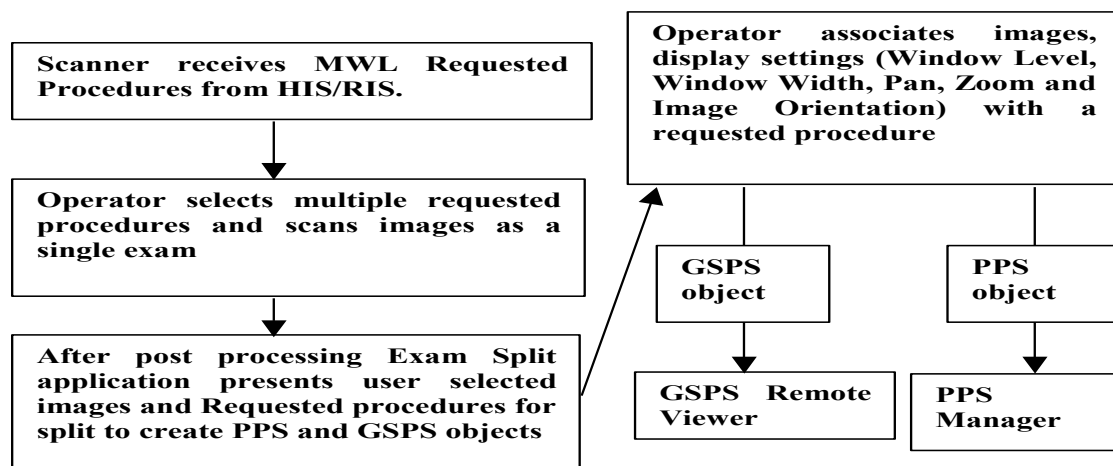 Scanner receives MWL Requested
Procedures from HIS/RIS.
Operator selects multiple requested
procedures and scans images as a
single exam
After post processing Exam Split
application presents user selected
images and Requested procedures for
split to create PPS and GSPS objects
Operator associates images,
display settings (Window Level,
Window Width, Pan, Zoom and
Image Orientation) with a
requested procedure
GSPS
object
PPS
object
GSPS Remote
Viewer
PPS
Manager